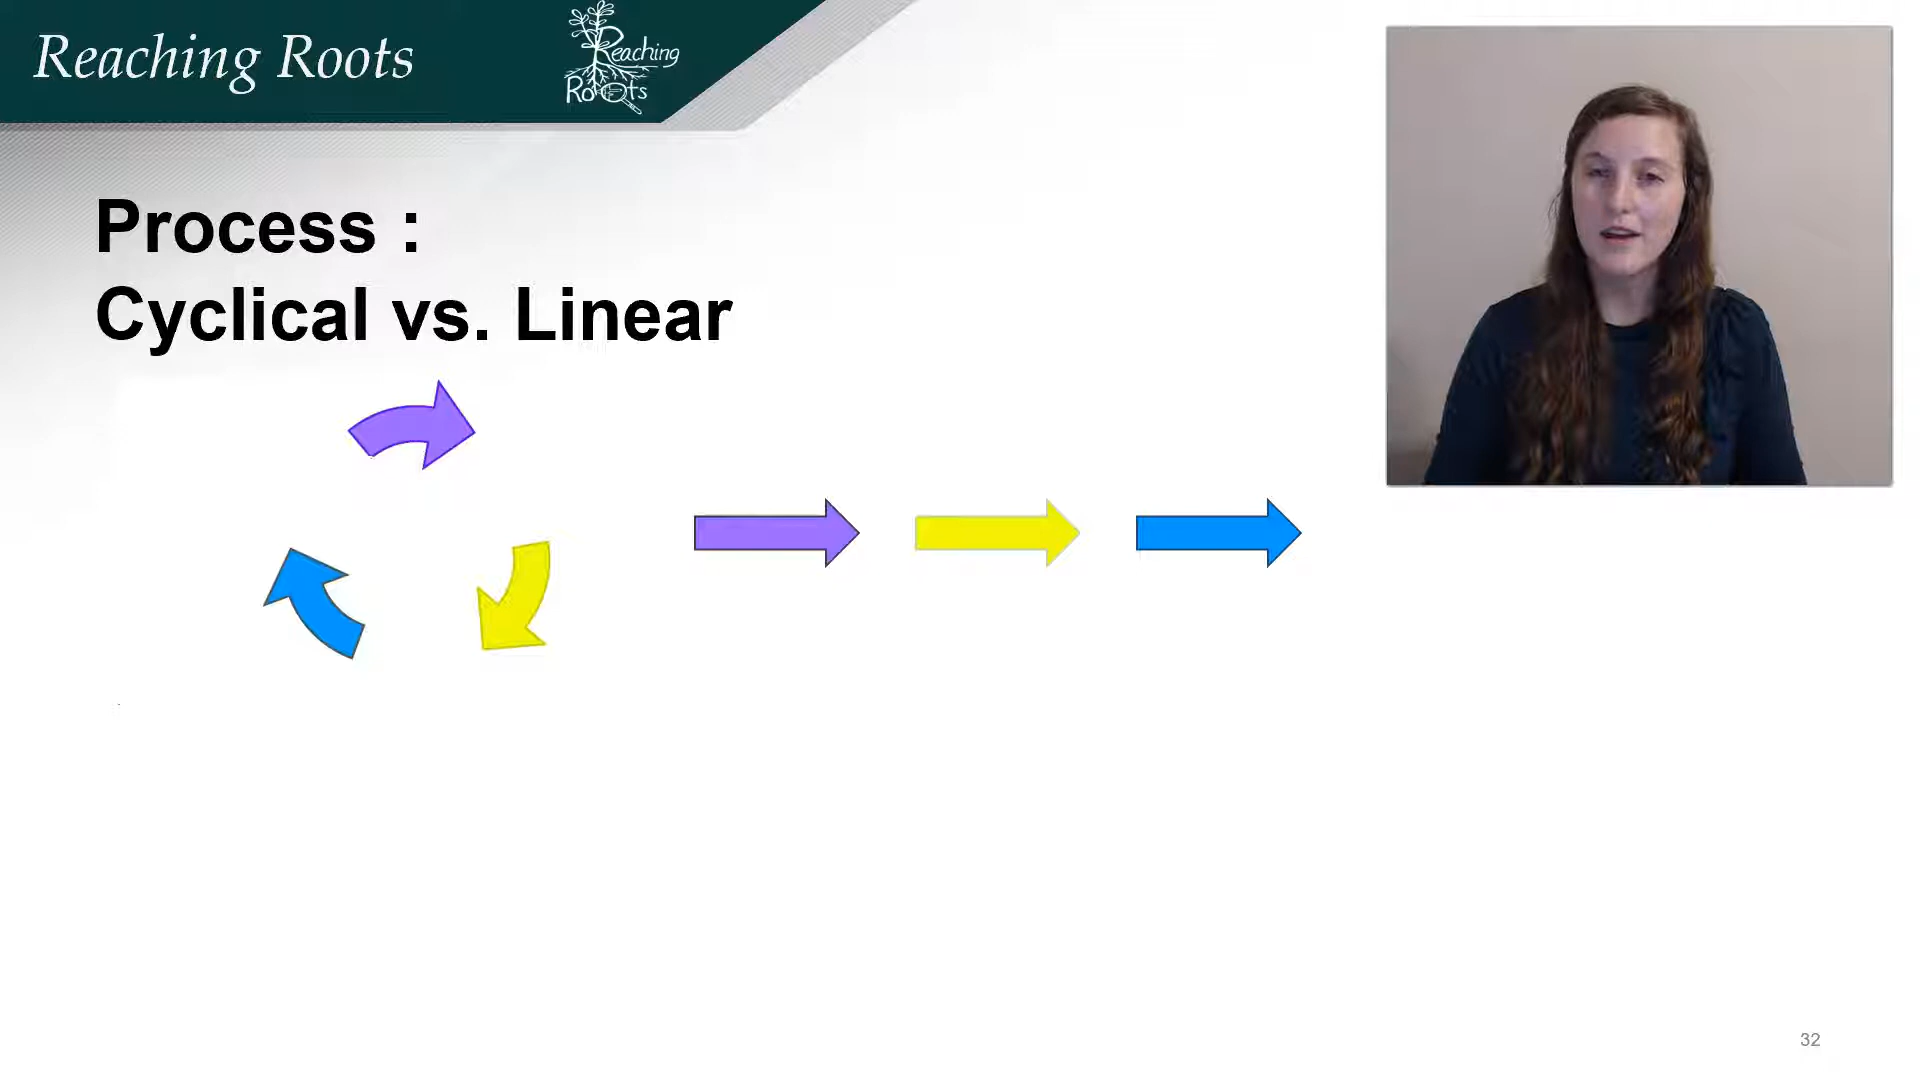 Reaching Roots
Reaching
Roots
Process :
Cyclical vs. Linear
32